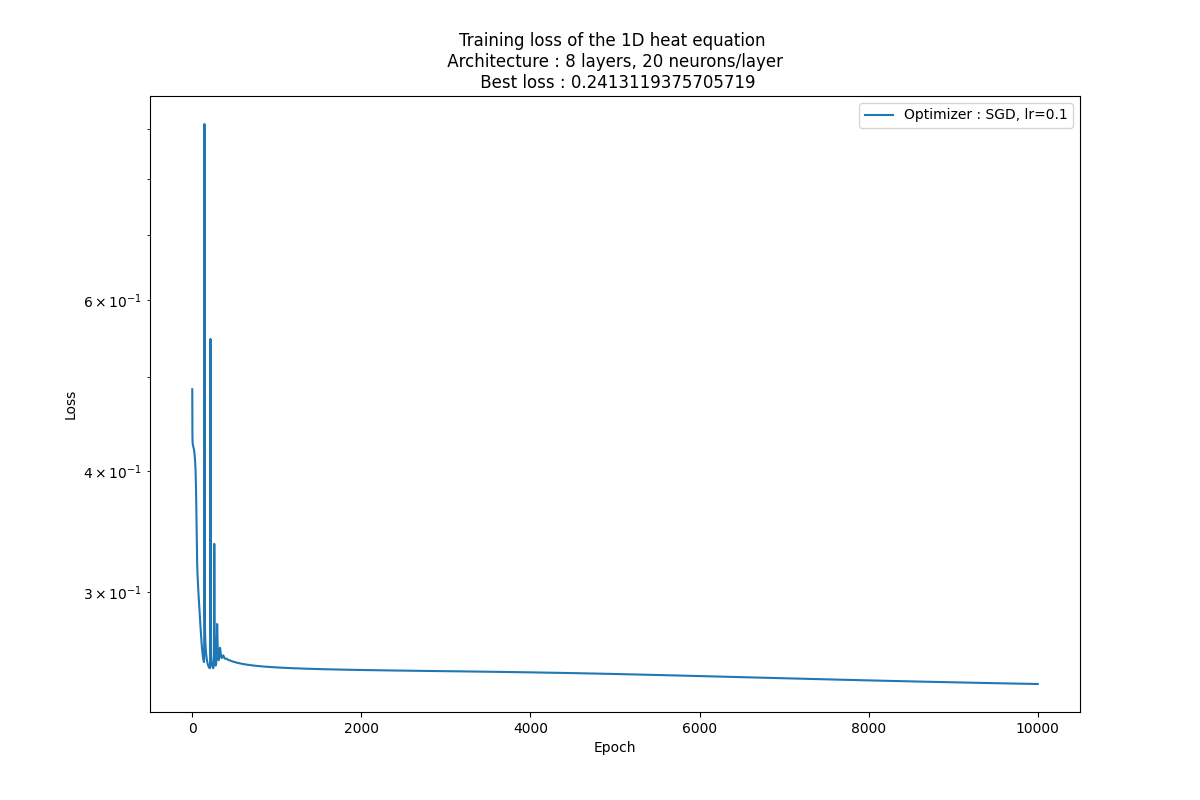 Training loss of the 1D heat equation
Architecture : 8 layers, 20 neurons/layer
Best loss : 0.2413119375705719
Optimizer : SGD, lr=0.1
6 × 10⁻¹
4 × 10⁻¹
3 × 10⁻¹
Loss
0 2000 4000 6000 8000 10000
Epoch